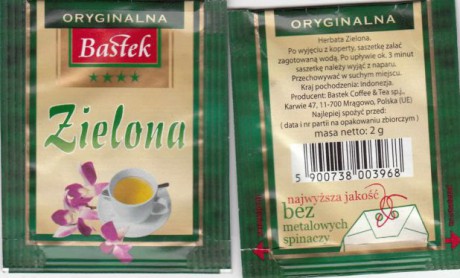 ORYGINALNA
Bastek
Zielona
ORYGINALNA
Herbata Zielona.
Po wyjęciu z koperty, saszetkę zalać
zagotowaną wodą. Po upływie ok. 3 minut
saszetkę należy wyjąć z naparu.
Przechowywać w suchym miejscu.
Kraj pochodzenia: Indonezja.
Producent: Bastek Coffee & Tea sp.j.,
Karwie 47, 11-700 Mrągowo, Polska (UE)
Najlepiej spożyć przed:
( data i nr partii na opakowaniu zbiorczym )
masa netto: 2 g
5 900738 003968
najwyższa jakość
bez
metalowych
spinaczy